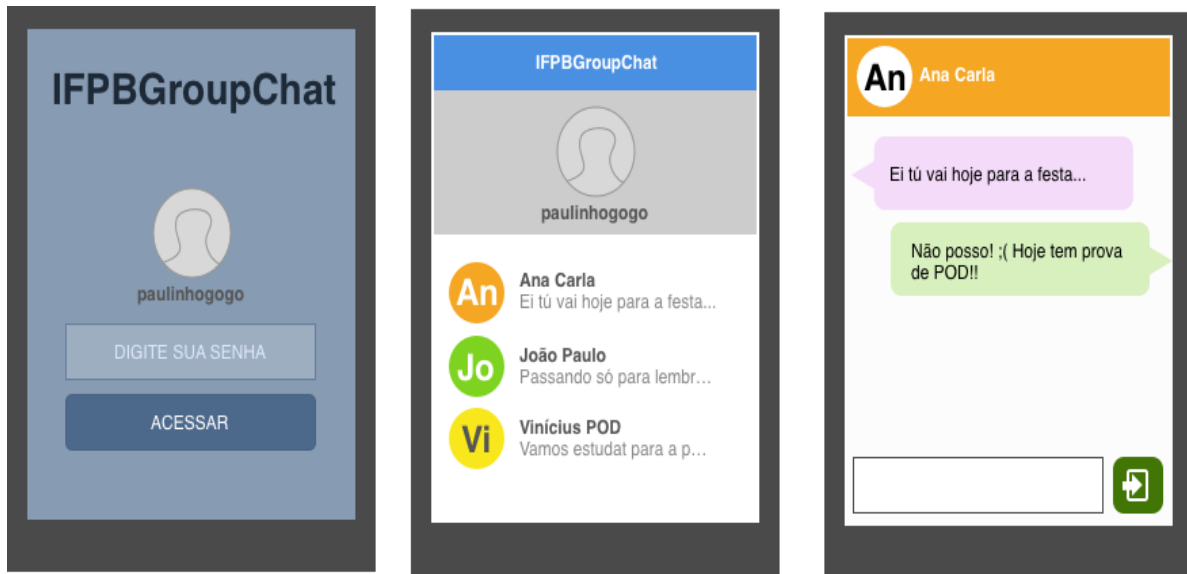 IFPBGroupChat
paulinhogogo
DIGITE SUA SENHA
ACESSAR
IFPBGroupChat
paulinhogogo
An
Ana Carla
Ei tú vai hoje para a festa...
Jo
João Paulo
Passando só para lembr...
Vi
Vinícius POD
Vamos estudat para a p...
An
Ana Carla
Ei tú vai hoje para a festa...
Não posso! ;( Hoje tem prova
de POD!!